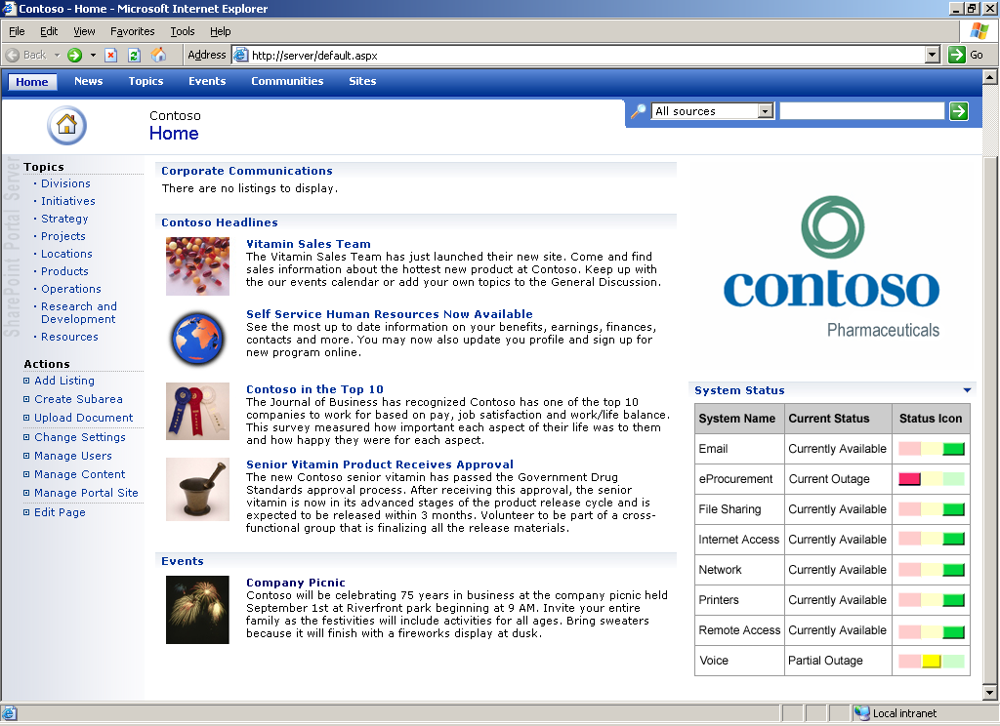 Contoso - Home - Microsoft Internet Explorer
File Edit View Favorites Tools Help
Back Address http://server/default.aspx Go
Home News Topics Events Communities Sites
Contoso
Home
All sources
SharePoint Portal Server
Topics
Divisions
Initiatives
Strategy
Projects
Locations
Products
Operations
Research and
Development
Resources
Actions
Add Listing
Create Subarea
Upload Document
Change Settings
Manage Users
Manage Content
Manage Portal Site
Edit Page
Corporate Communications
There are no listings to display.
Contoso Headlines
Vitamin Sales Team
The Vitamin Sales Team has just launched their new site. Come and find
sales information about the hottest new product at Contoso. Keep up with
the our events calendar or add your own topics to the General Discussion.
Self Service Human Resources Now Available
See the most up to date information on your benefits, earnings, finances,
contacts and more. You may now also update you profile and sign up for
new program online.
Contoso in the Top 10
The Journal of Business has recognized Contoso has one of the top 10
companies to work for based on pay, job satisfaction and work/life balance.
This survey measured how important each aspect of their life was to them
and how happy they were for each aspect.
Senior Vitamin Product Receives Approval
The new Contoso senior vitamin has passed the Government Drug
Standards approval process. After receiving this approval, the senior
vitamin is now in its advanced stages of the product release cycle and is
expected to be released within 3 months. Volunteer to be part of a cross-
functional group that is finalizing all the release materials.
Events
Company Picnic
Contoso will be celebrating 75 years in business at the company picnic held
September 1st at Riverfront park beginning at 9 AM. Invite your entire
family as the festivities will include activities for all ages. Bring sweaters
because it will finish with a fireworks display at dusk.
contoso
Pharmaceuticals
System Status
System Name Current Status Status Icon
Email Currently Available
eProcurement Current Outage
File Sharing Currently Available
Internet Access Currently Available
Network Currently Available
Printers Currently Available
Remote Access Currently Available
Voice Partial Outage
Local intranet